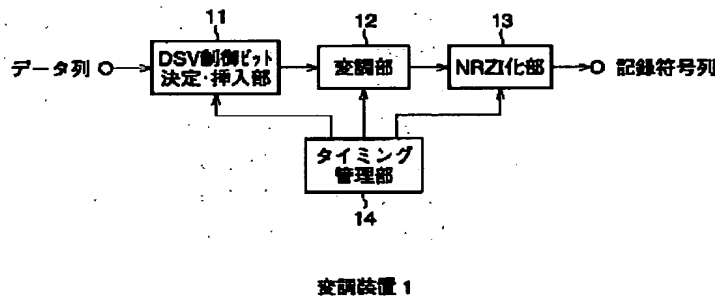 11
12
13
データ列
DSV制御ビット
決定・挿入部
変調部
NRZI化部
記録符号列
タイミング
管理部
14
変調装置 1